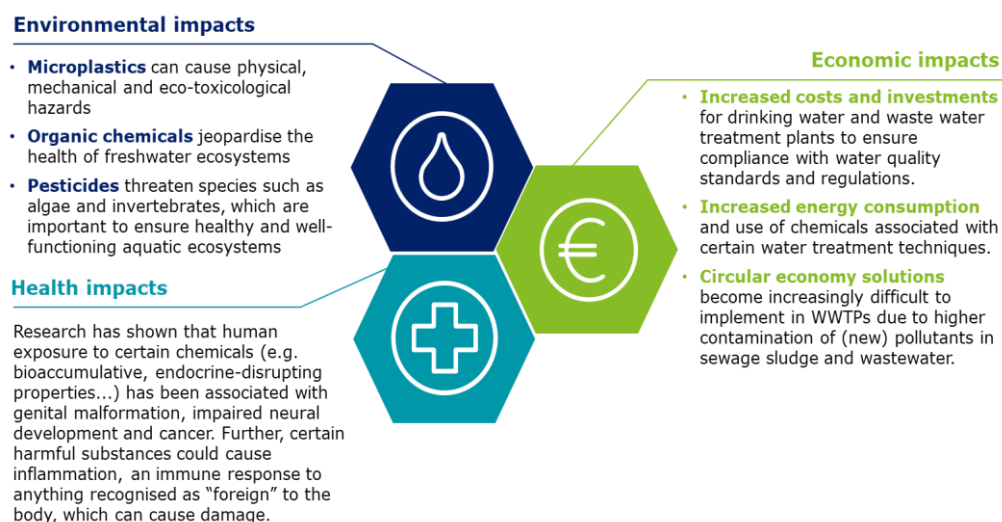 Environmental impacts
• Microplastics can cause physical,
mechanical and eco-toxicological
hazards
• Organic chemicals jeopardise the
health of freshwater ecosystems
• Pesticides threaten species such as
algae and invertebrates, which are
important to ensure healthy and well-
functioning aquatic ecosystems
Health impacts
Research has shown that human
exposure to certain chemicals (e.g.
bioaccumulative, endocrine-disrupting
properties...) has been associated with
genital malformation, impaired neural
development and cancer. Further, certain
harmful substances could cause
inflammation, an immune response to
anything recognised as “foreign” to the
body, which can cause damage.
€
Economic impacts
• Increased costs and investments
for drinking water and waste water
treatment plants to ensure
compliance with water quality
standards and regulations.
• Increased energy consumption
and use of chemicals associated with
certain water treatment techniques.
• Circular economy solutions
become increasingly difficult to
implement in WWTPs due to higher
contamination of (new) pollutants in
sewage sludge and wastewater.